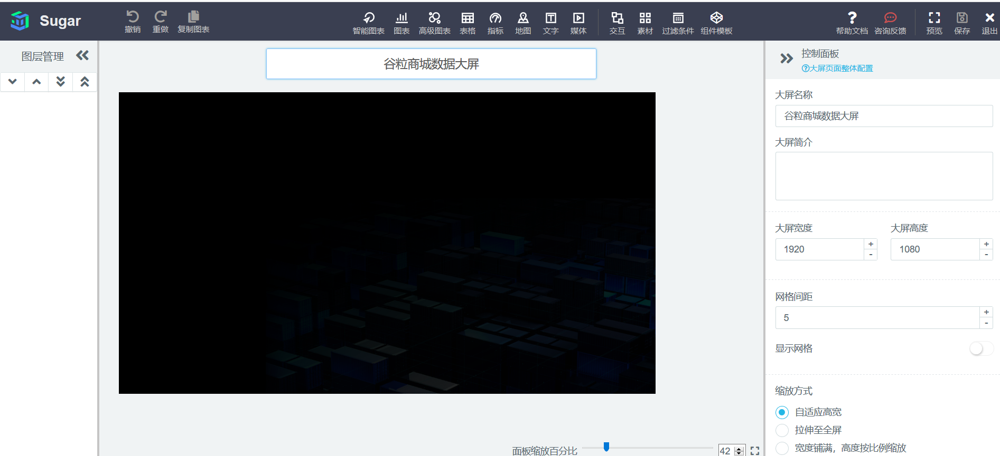 Sugar
撤销 重做 复制图表
智能图表 图表 高级图表 表格 指标 地图 文字 媒体 交互 素材 过滤条件 组件模板
帮助文档 咨询反馈 预览 保存 退出
图层管理
谷粒商城数据大屏
面板缩放百分比 42
控制面板
大屏页面整体配置
大屏名称
谷粒商城数据大屏
大屏简介
大屏宽度 大屏高度
1920 + - 1080 + -
网格间距
5 + -
显示网格
缩放方式
自适应高宽
拉伸至全屏
宽度铺满，高度按比例缩放